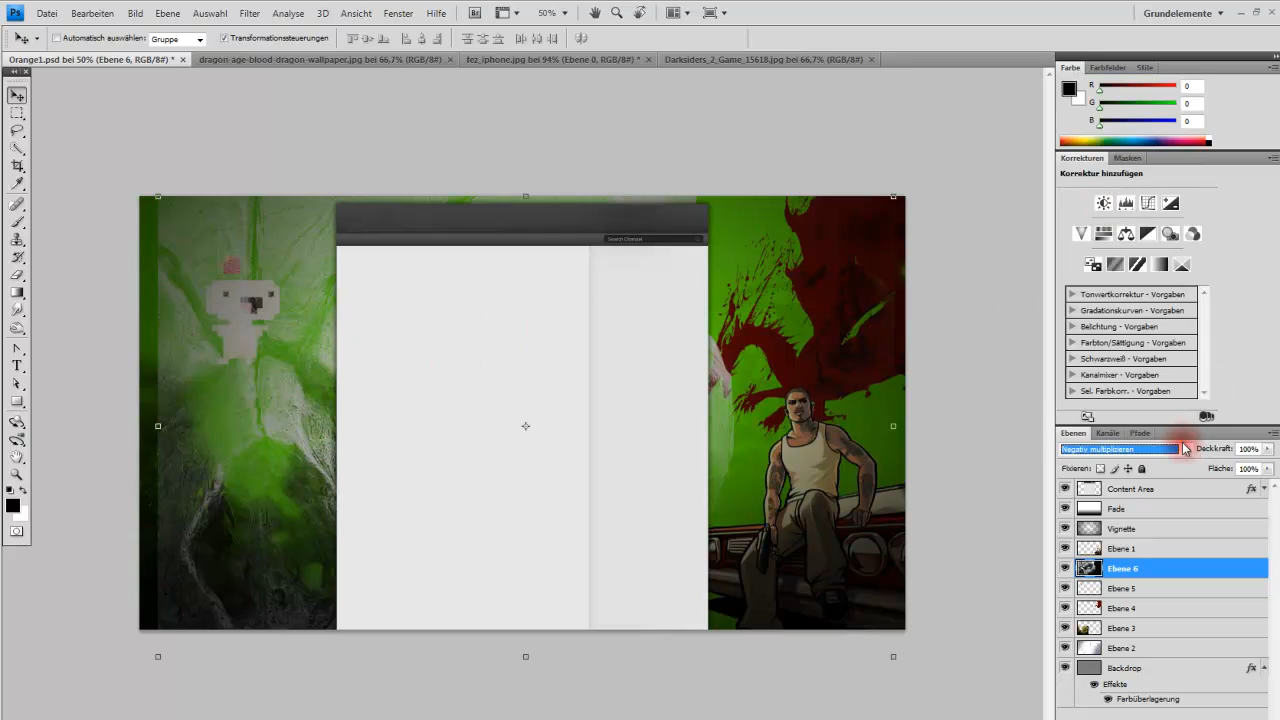 Ps Datei Bearbeiten Bild Ebene Auswahl Filter Analyse 3D Ansicht Fenster Hilfe Br 50% Grundelemente
Automatisch auswählen: Gruppe Transformationssteuerungen
Orange1.psd bei 50% (Ebene 6, RGB/8#) * dragon age-blood-dragon-wallpaper.jpg bei 66,7% (RGB/8#) fez_iphone.jpg bei 94% (Ebene 0, RGB/8#) * Darksiders_2_Game_15618.jpg bei 66,7% (RGB/8#)
Farbe Farbfelder Stile
R 0
G 0
B 0
Korrekturen Masken
Korrektur hinzufügen
Search Channel
Tonwertkorrektur - Vorgaben
Gradationskurven - Vorgaben
Belichtung - Vorgaben
Farbton/Sättigung - Vorgaben
Schwarzweiß - Vorgaben
Kanalmixer - Vorgaben
Sel. Farbkorr. - Vorgaben
Ebenen Kanäle Pfade
Negativ multiplizieren Deckkraft: 100%
Fixieren: Fläche: 100%
Content Area fx
Fade
Vignette
Ebene 1
Ebene 6
Ebene 5
Ebene 4
Ebene 3
Ebene 2
Backdrop fx
Effekte
Farbüberlagerung